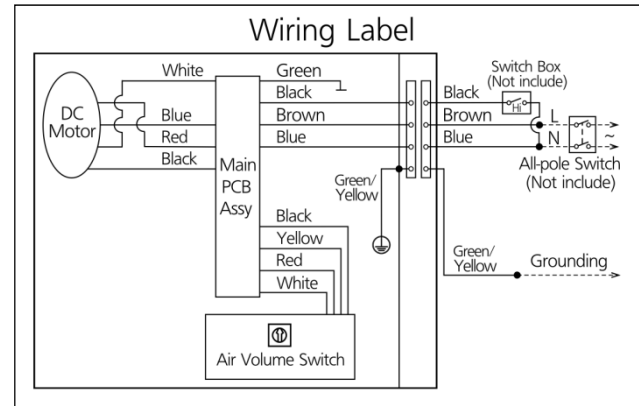 Wiring Label
White
Green
Black
Blue
Brown
Red
Blue
Black
DC
Motor
Main
PCB
Assy
Green/
Yellow
Black
Yellow
Red
White
Air Volume Switch
Switch Box
(Not include)
Hi
Black
Brown
Blue
L
N
~
All-pole Switch
(Not include)
Green/
Yellow
Grounding